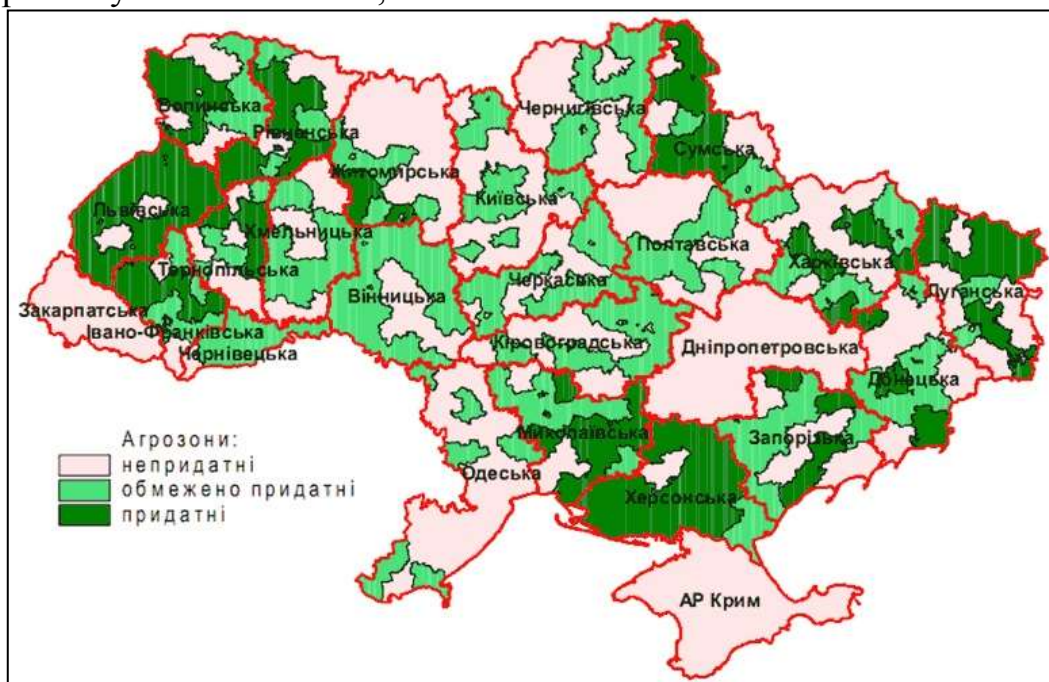 Волинська
Рівненська
Чернигівська
Сумська
Житомирська
Київська
Львівська
Хмельницька
Тернопільська
Полтавська
Харківська
Луганська
Черкаська
Вінницька
Закарпатська
Івано-Франківська
Чернівецька
Кіровоградська
Дніпропетровська
Донецька
Миколаївська
Запорізька
Одеська
Херсонська
АР Крим
Агрозони:
непридатні
обмежено придатні
придатні